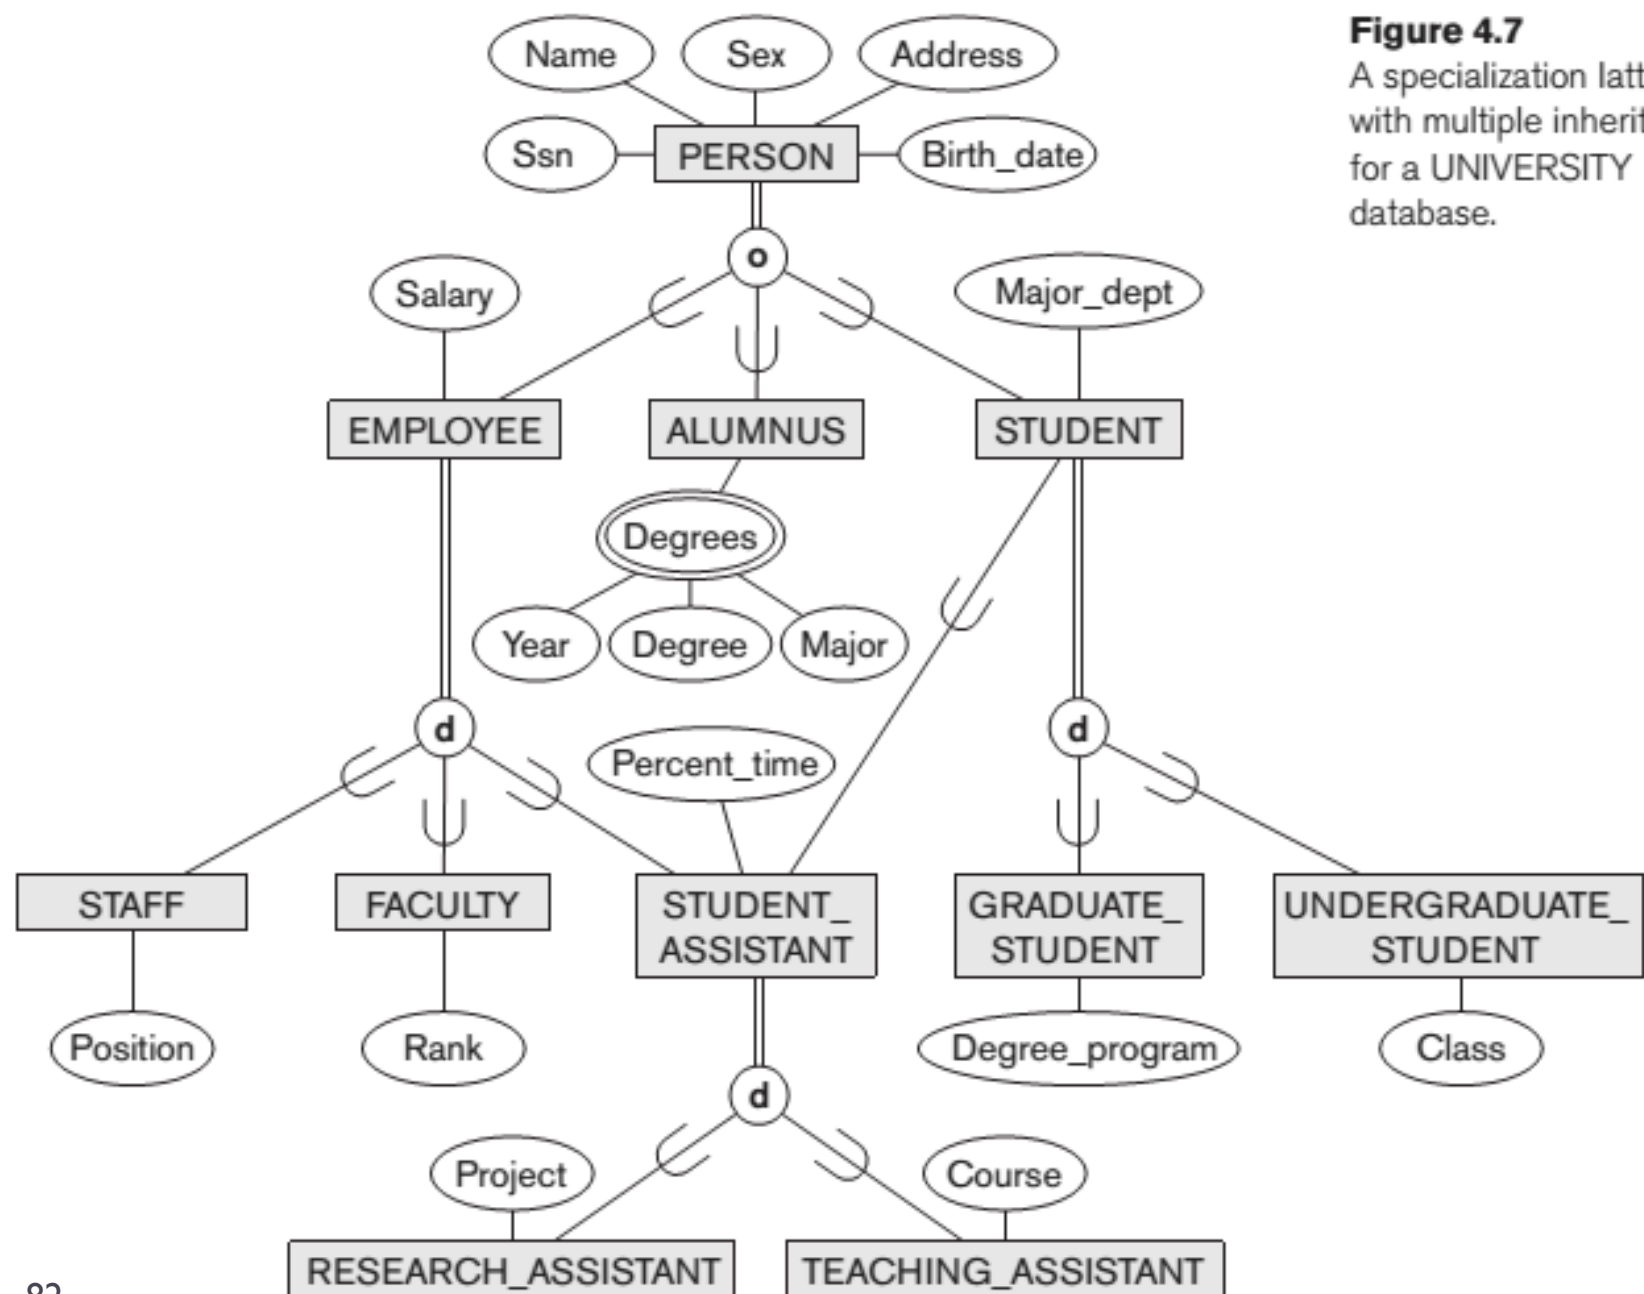 Figure 4.7
A specialization latt
with multiple inherit
for a UNIVERSITY
database.
Name
Sex
Address
Ssn
PERSON
Birth_date
o
Salary
Major_dept
EMPLOYEE
ALUMNUS
STUDENT
Degrees
Year
Degree
Major
d
d
Percent_time
STAFF
FACULTY
STUDENT_
ASSISTANT
GRADUATE_
STUDENT
UNDERGRADUATE_
STUDENT
Position
Rank
Degree_program
Class
d
Project
Course
RESEARCH_ASSISTANT
TEACHING_ASSISTANT